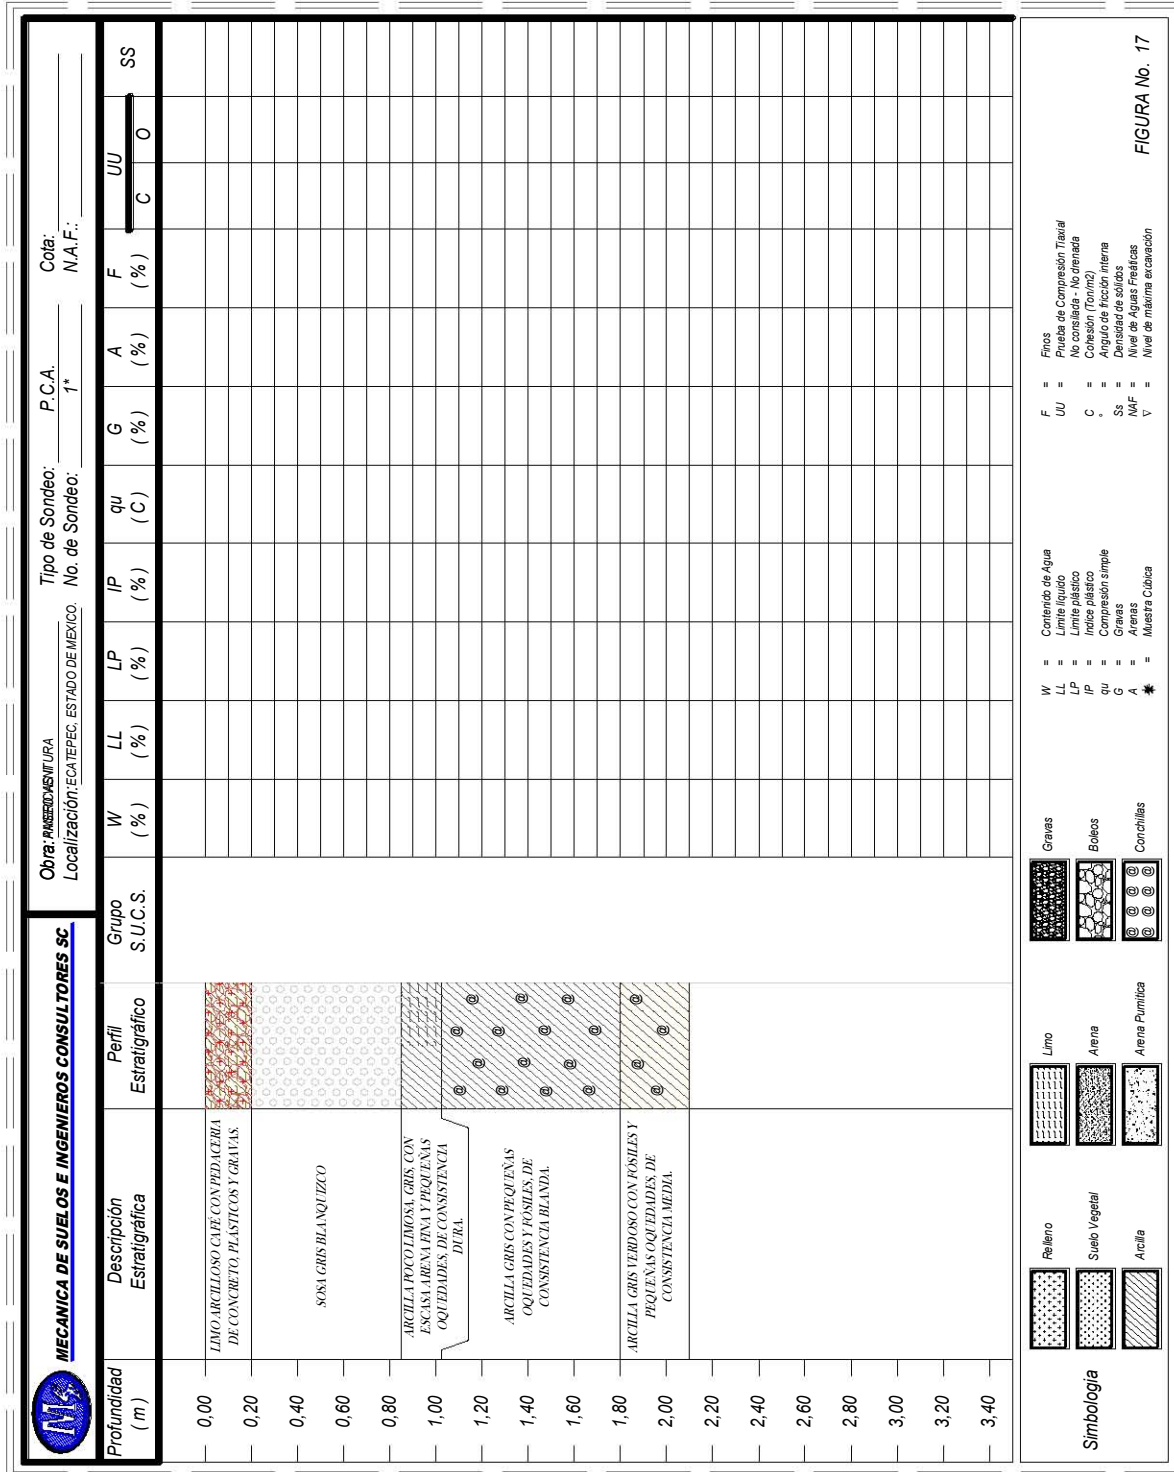 MECANICA DE SUELOS E INGENIEROS CONSULTORES SC
Obra:
Localización: ECATEPEC, ESTADO DE MEXICO.
Tipo de Sondeo: P.C.A.
No. de Sondeo: 1*
Cota:
N.A.F.:
Profundidad
( m )
Descripción
Estratigráfica
Perfil
Estratigráfico
Grupo
S.U.C.S.
W
( % )
LL
( % )
LP
( % )
IP
( % )
qu
( C )
G
( % )
A
( % )
F
( % )
UU
C O
SS
0,00
0,20
0,40
0,60
0,80
1,00
1,20
1,40
1,60
1,80
2,00
2,20
2,40
2,60
2,80
3,00
3,20
3,40
LIMO ARCILLOSO CAFÉ CON PEDACERIA
DE CONCRETO, PLÁSTICOS Y GRAVAS.
SOSA GRIS BLANQUIZCO
ARCILLA POCO LIMOSA, GRIS, CON
ESCASA ARENA FINA Y PEQUEÑAS
OQUEDADES, DE CONSISTENCIA
DURA.
ARCILLA GRIS CON PEQUEÑAS
OQUEDADES Y FÓSILES, DE
CONSISTENCIA BLANDA.
ARCILLA GRIS VERDOSO CON FÓSILES Y
PEQUEÑAS OQUEDADES, DE
CONSISTENCIA MEDIA.
Simbologia
Relleno
Suelo Vegetal
Arcilla
Limo
Arena
Arena Pumitica
Gravas
Boleos
Conchillas
W = Contenido de Agua
LL = Limite liquido
LP = Limite plástico
IP = Indice plástico
qu = Compresión simple
G = Gravas
A = Arenas
= Muestra Cúbica
F = Finos
UU = Prueba de Compresión Tiaxial
No consilada - No drenada
C = Cohesión (Ton/m2)
° = Angulo de fricción interna
Ss = Densidad de sólidos
NAF = Nivel de Aguas Freáticas
∇ = Nivel de máxima excavación
FIGURA No. 17